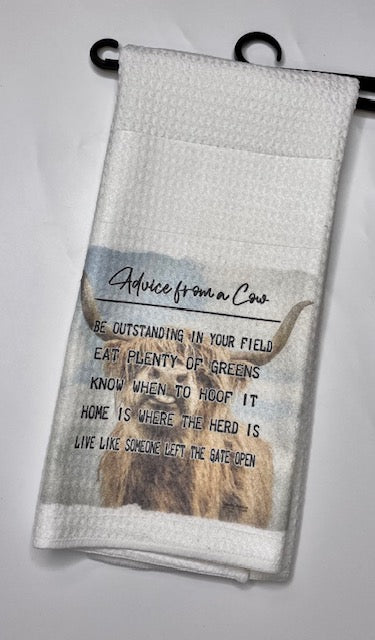 Advice from a Cow
BE OUTSTANDING IN YOUR FIELD
EAT PLENTY OF GREENS
KNOW WHEN TO HOOF IT
HOME IS WHERE THE HERD IS
LIVE LIKE SOMEONE LEFT THE GATE OPEN